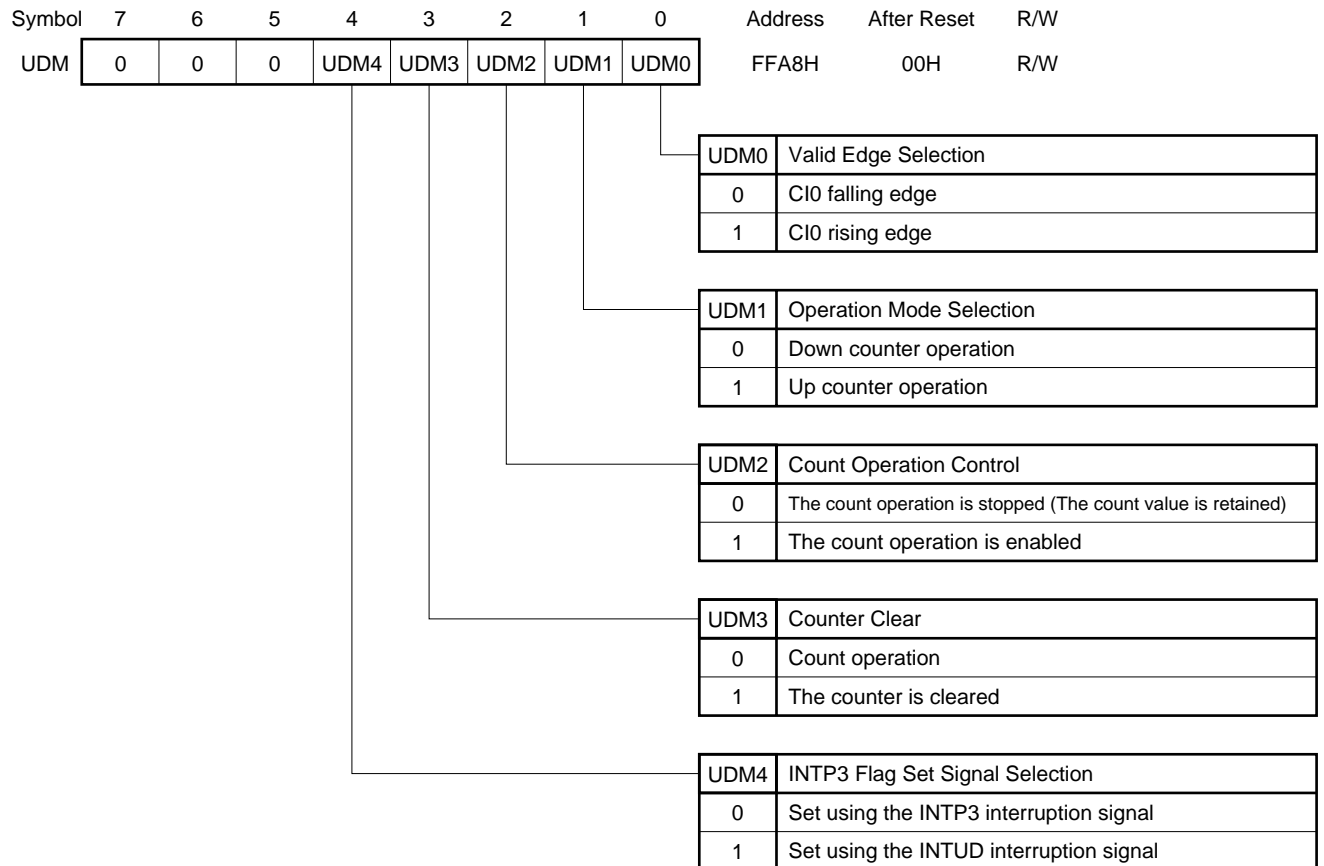 Symbol 7 6 5 4 3 2 1 0 Address After Reset R/W
UDM 0 0 0 UDM4 UDM3 UDM2 UDM1 UDM0 FFA8H 00H R/W
UDM0 Valid Edge Selection
0 CI0 falling edge
1 CI0 rising edge
UDM1 Operation Mode Selection
0 Down counter operation
1 Up counter operation
UDM2 Count Operation Control
0 The count operation is stopped (The count value is retained)
1 The count operation is enabled
UDM3 Counter Clear
0 Count operation
1 The counter is cleared
UDM4 INTP3 Flag Set Signal Selection
0 Set using the INTP3 interruption signal
1 Set using the INTUD interruption signal